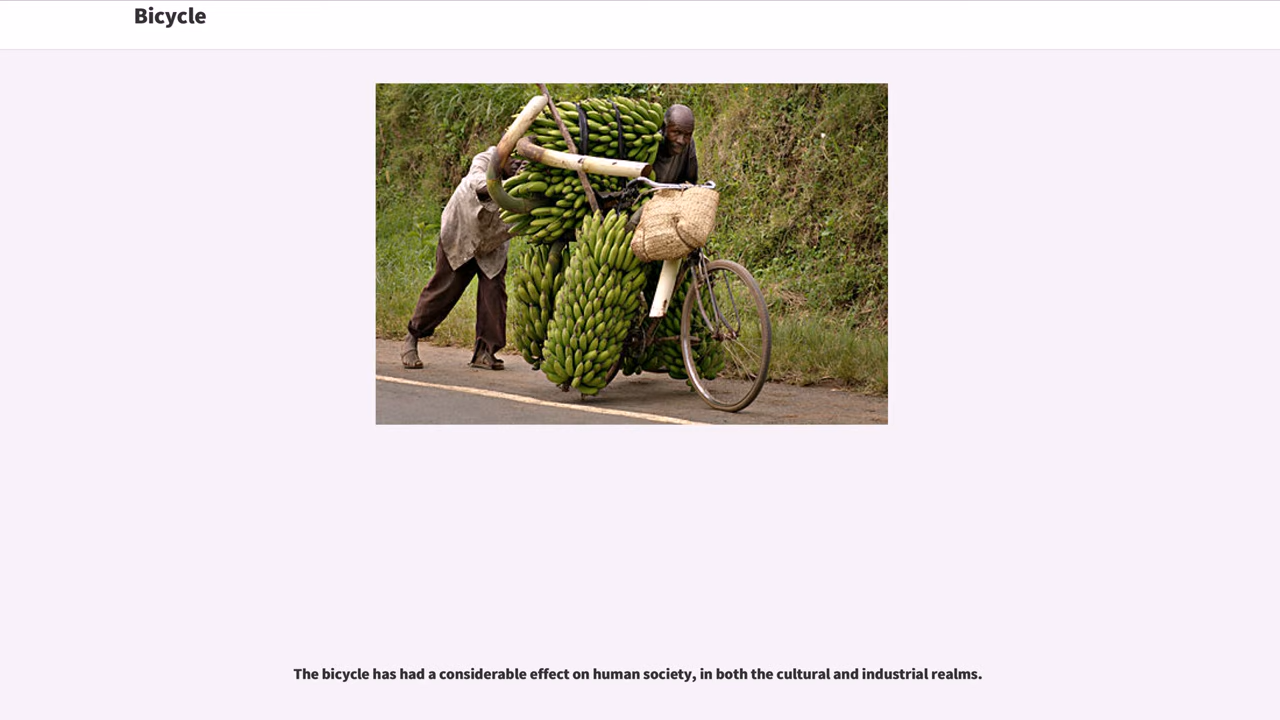 Bicycle
The bicycle has had a considerable effect on human society, in both the cultural and industrial realms.